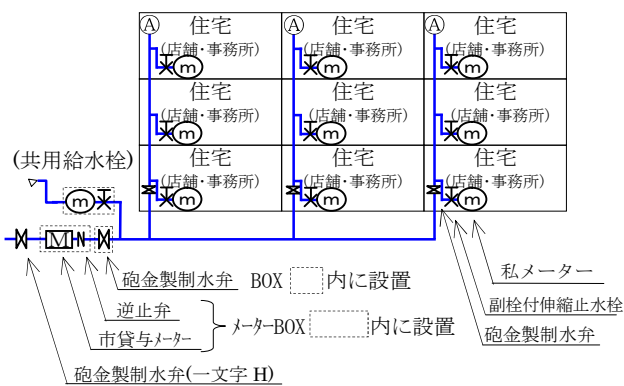 Ⓐ 住宅 Ⓐ 住宅 Ⓐ 住宅
(店舗・事務所) (店舗・事務所) (店舗・事務所)
m m m
住宅 住宅 住宅
(店舗・事務所) (店舗・事務所) (店舗・事務所)
m m m
住宅 住宅 住宅
(店舗・事務所) (店舗・事務所) (店舗・事務所)
m m m
(共用給水栓)
m
M
砲金製制水弁 BOX 内に設置
逆止弁
市貸与メーター
メーターBOX 内に設置
砲金製制水弁(一文字 H)
私メーター
副栓付伸縮止水栓
砲金製制水弁